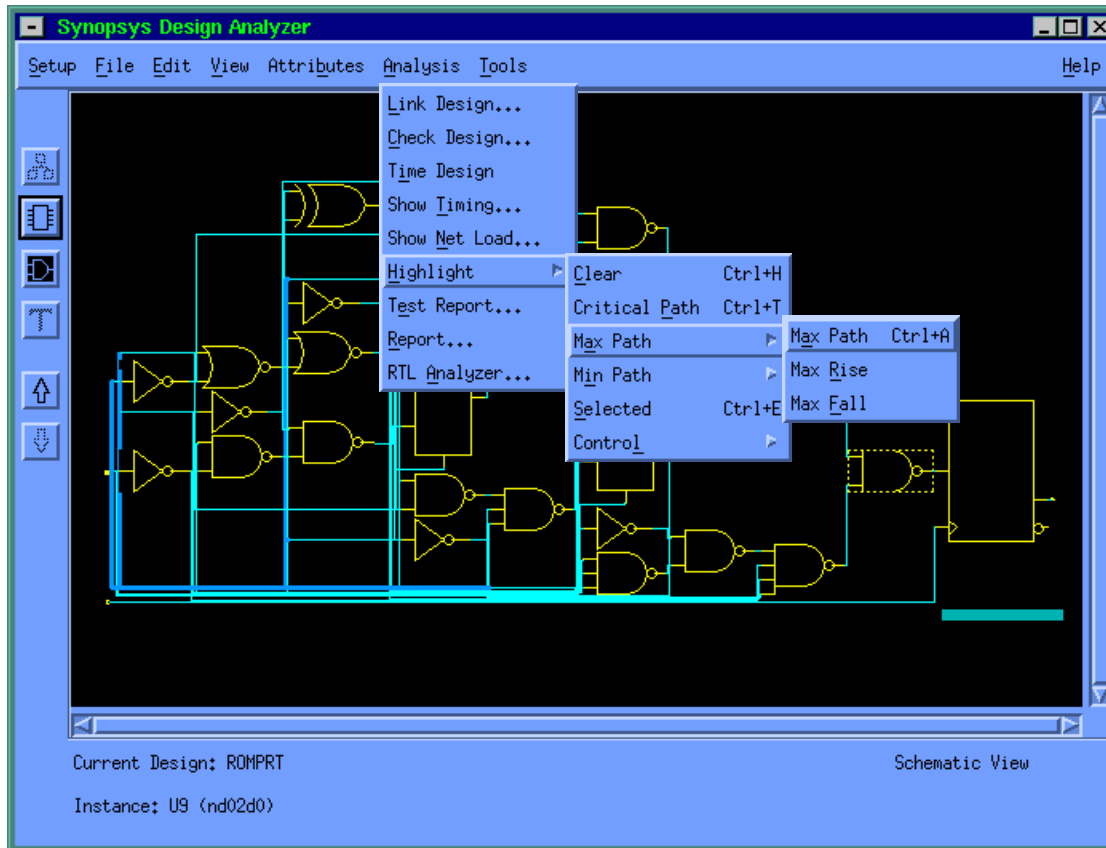 Synopsys Design Analyzer
Setup File Edit View Attributes Analysis Tools Help
Link Design...
Check Design...
Time Design
Show Timing...
Show Net Load...
Highlight
Test Report...
Report...
RTL Analyzer...
Clear Ctrl+H
Critical Path Ctrl+T
Max Path
Min Path
Selected Ctrl+E
Control
Max Path Ctrl+A
Max Rise
Max Fall
Current Design: ROMPRT Schematic View
Instance: U9 (nd02d0)